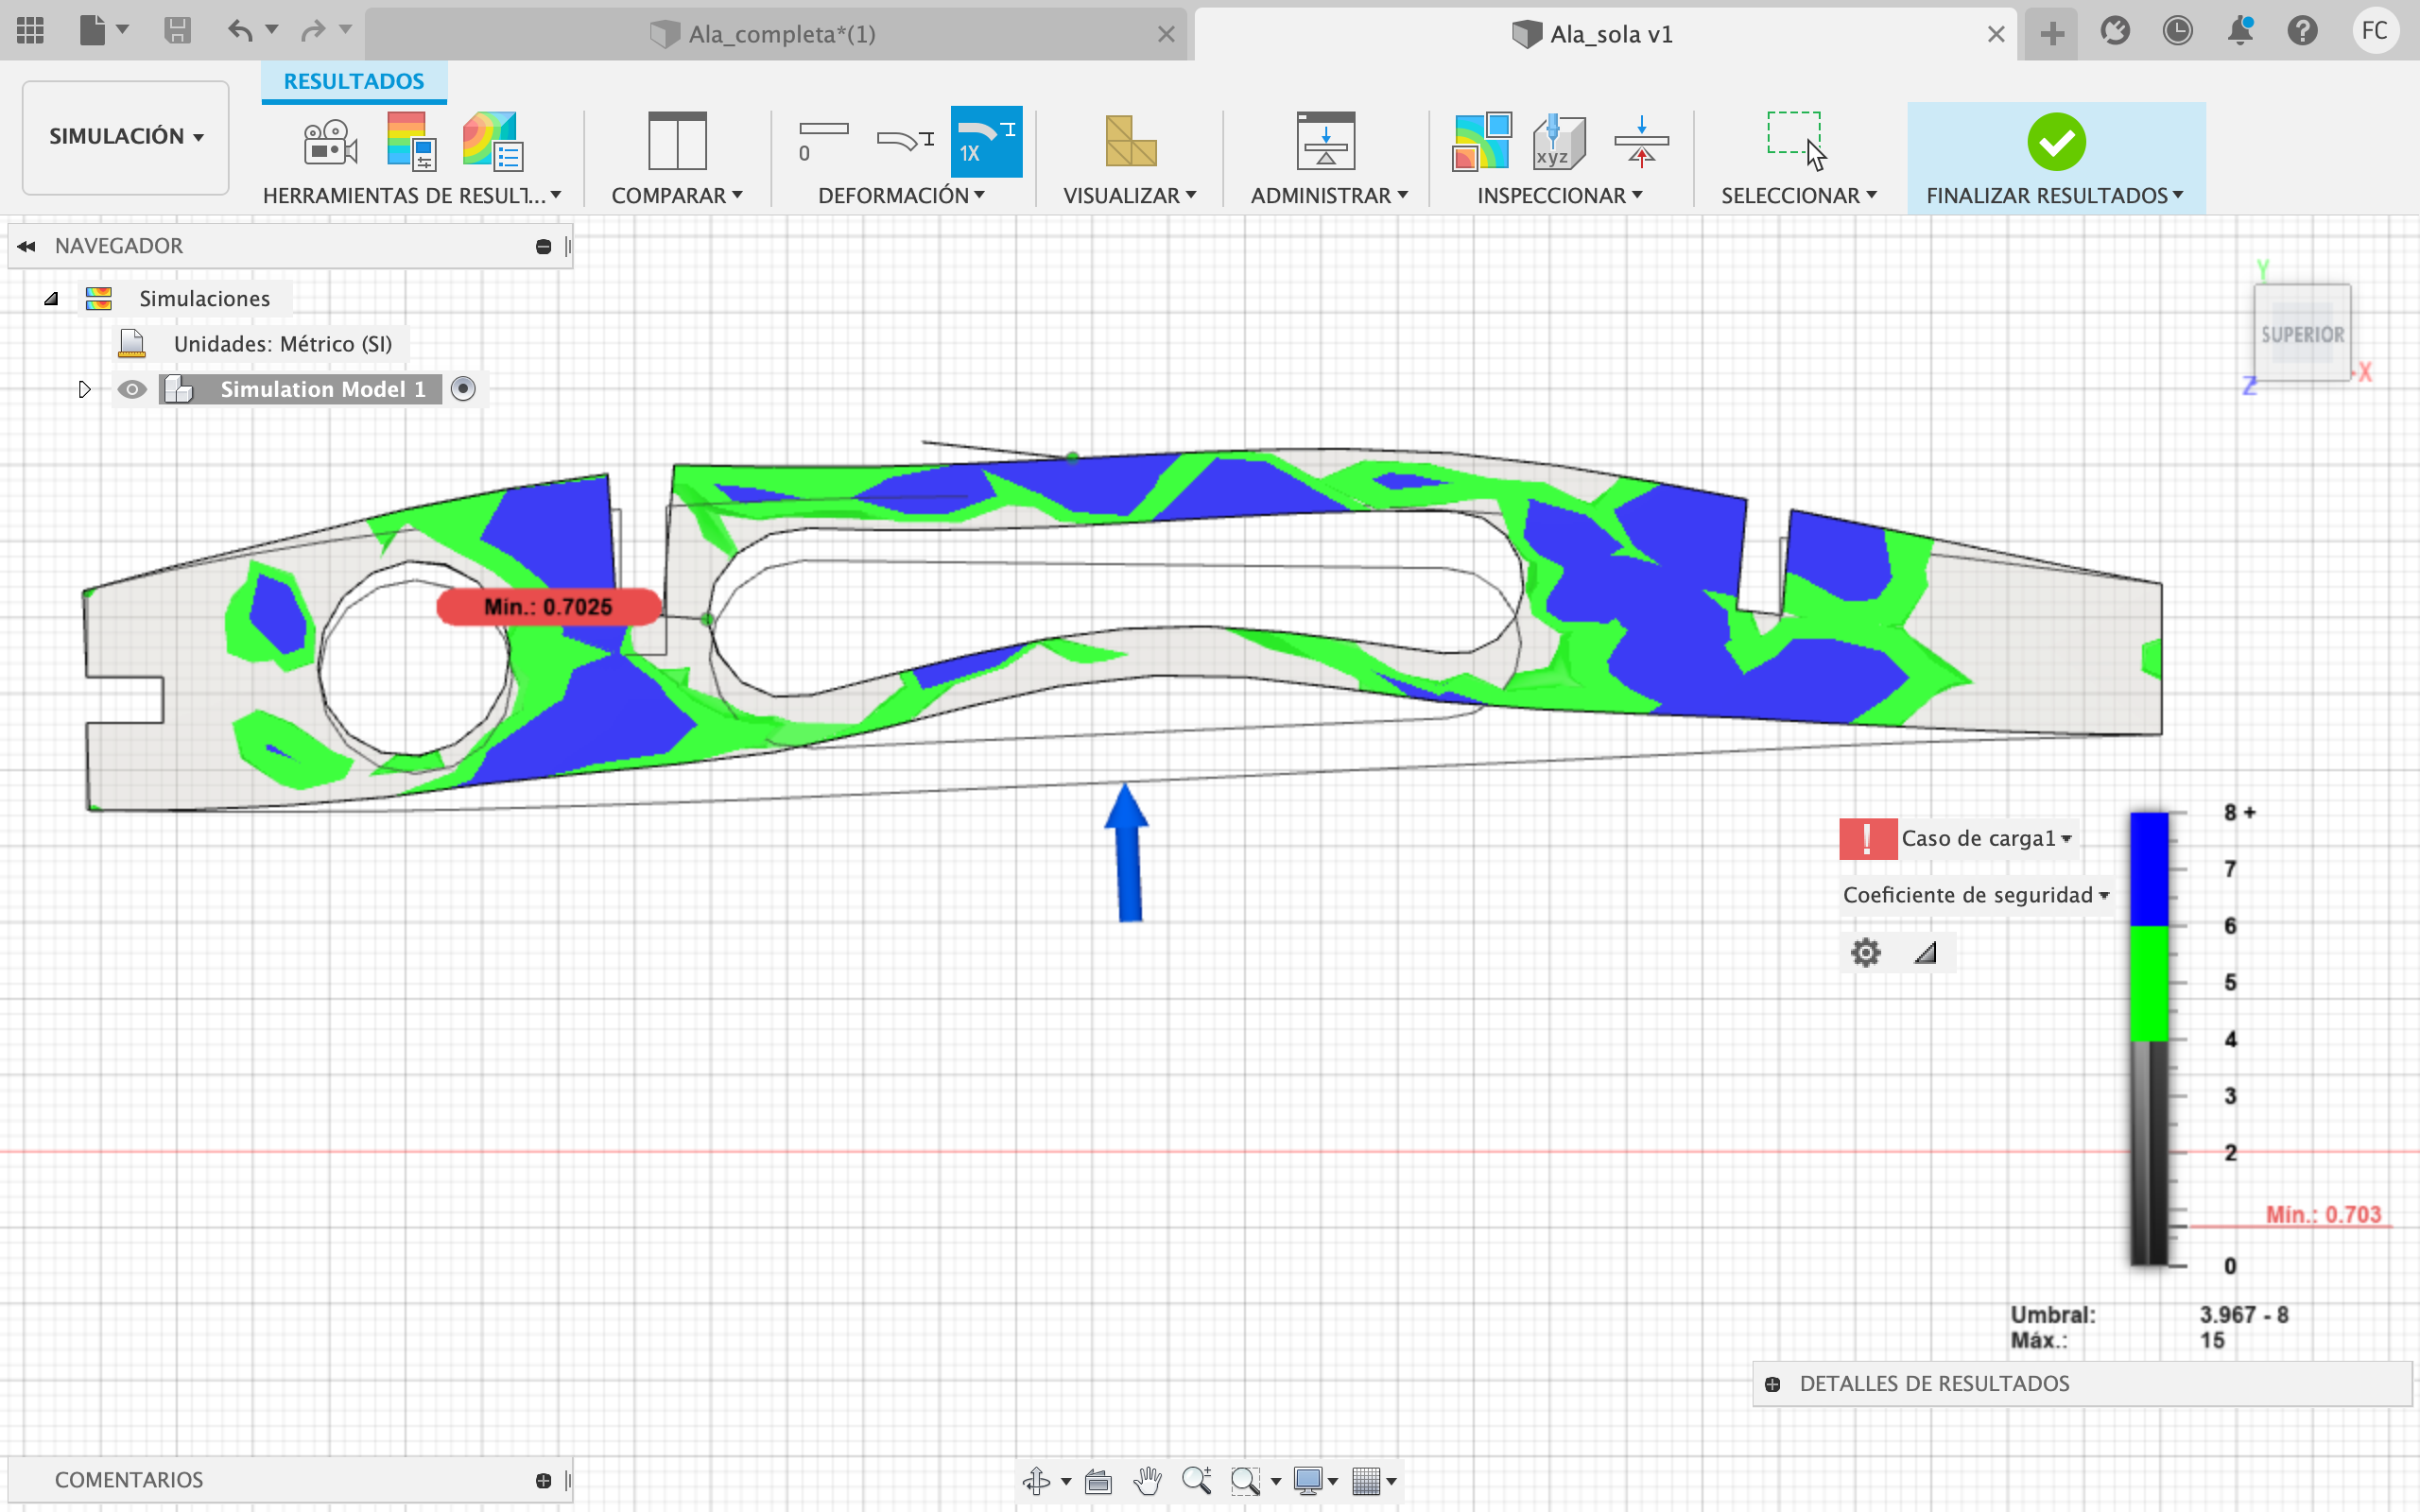 Ala_completa*(1)
Ala_sola v1
FC
RESULTADOS
SIMULACIÓN
0
1X
xyz
HERRAMIENTAS DE RESULT...
COMPARAR
DEFORMACIÓN
VISUALIZAR
ADMINISTRAR
INSPECCIONAR
SELECCIONAR
FINALIZAR RESULTADOS
NAVEGADOR
Simulaciones
Unidades: Métrico (SI)
Simulation Model 1
Y
SUPERIOR
X
Z
Mín.: 0.7025
Caso de carga1
Coeficiente de seguridad
8 +
7
6
5
4
3
2
Mín.: 0.703
0
Umbral: 3.967 - 8
Máx.: 15
DETALLES DE RESULTADOS
COMENTARIOS